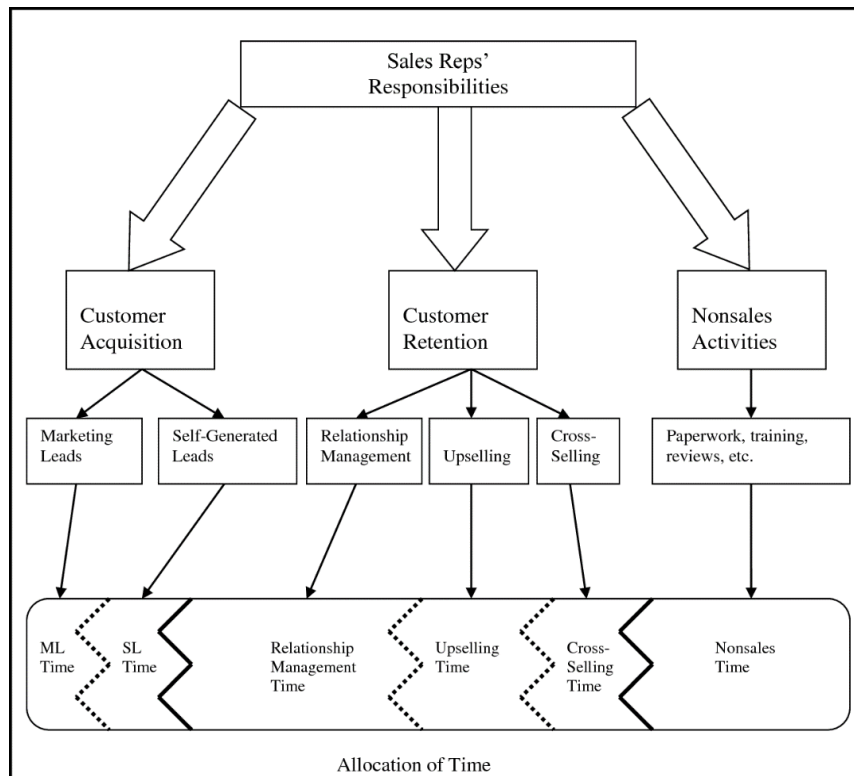 Sales Reps'
Responsibilities
Customer
Acquisition
Customer
Retention
Nonsales
Activities
Marketing
Leads
Self-Generated
Leads
Relationship
Management
Upselling
Cross-
Selling
Paperwork, training,
reviews, etc.
ML
Time
SL
Time
Relationship
Management
Time
Upselling
Time
Cross-
Selling
Time
Nonsales
Time
Allocation of Time